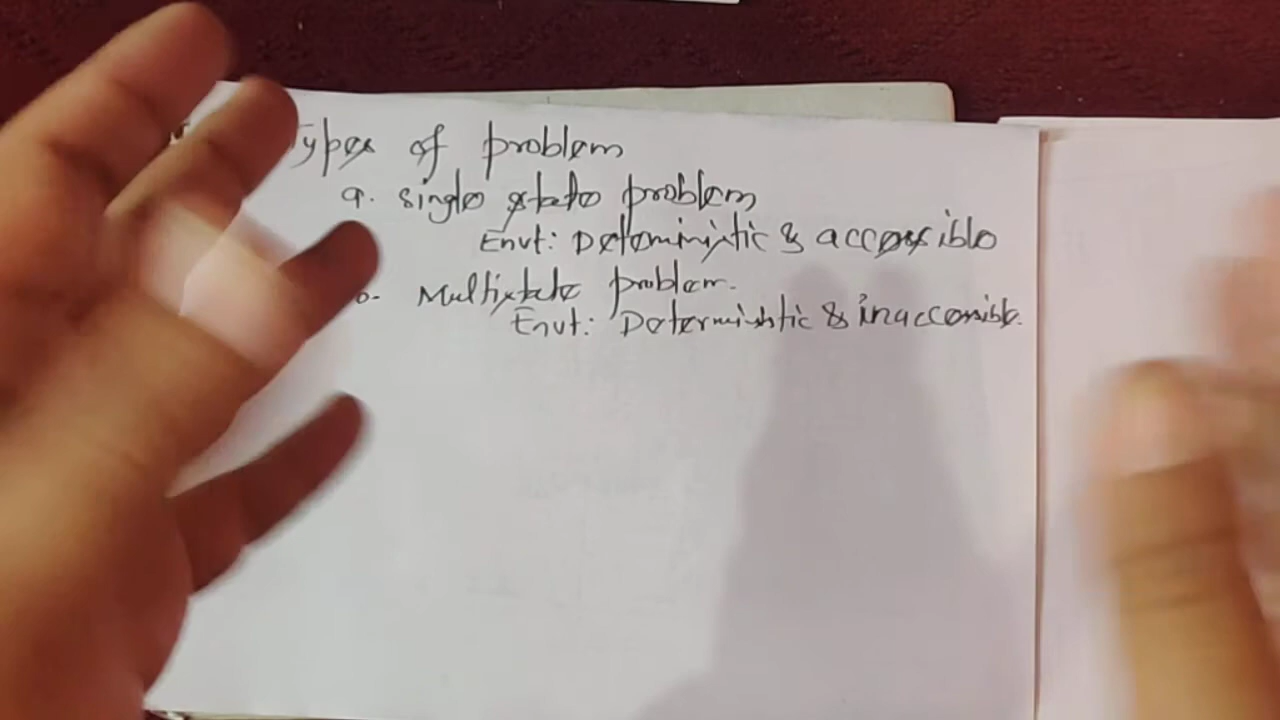 Types of problem
a. single state problem
Envt: Deterministic & accessible
b. Multistate problem.
Envt: Deterministic & inaccessible.